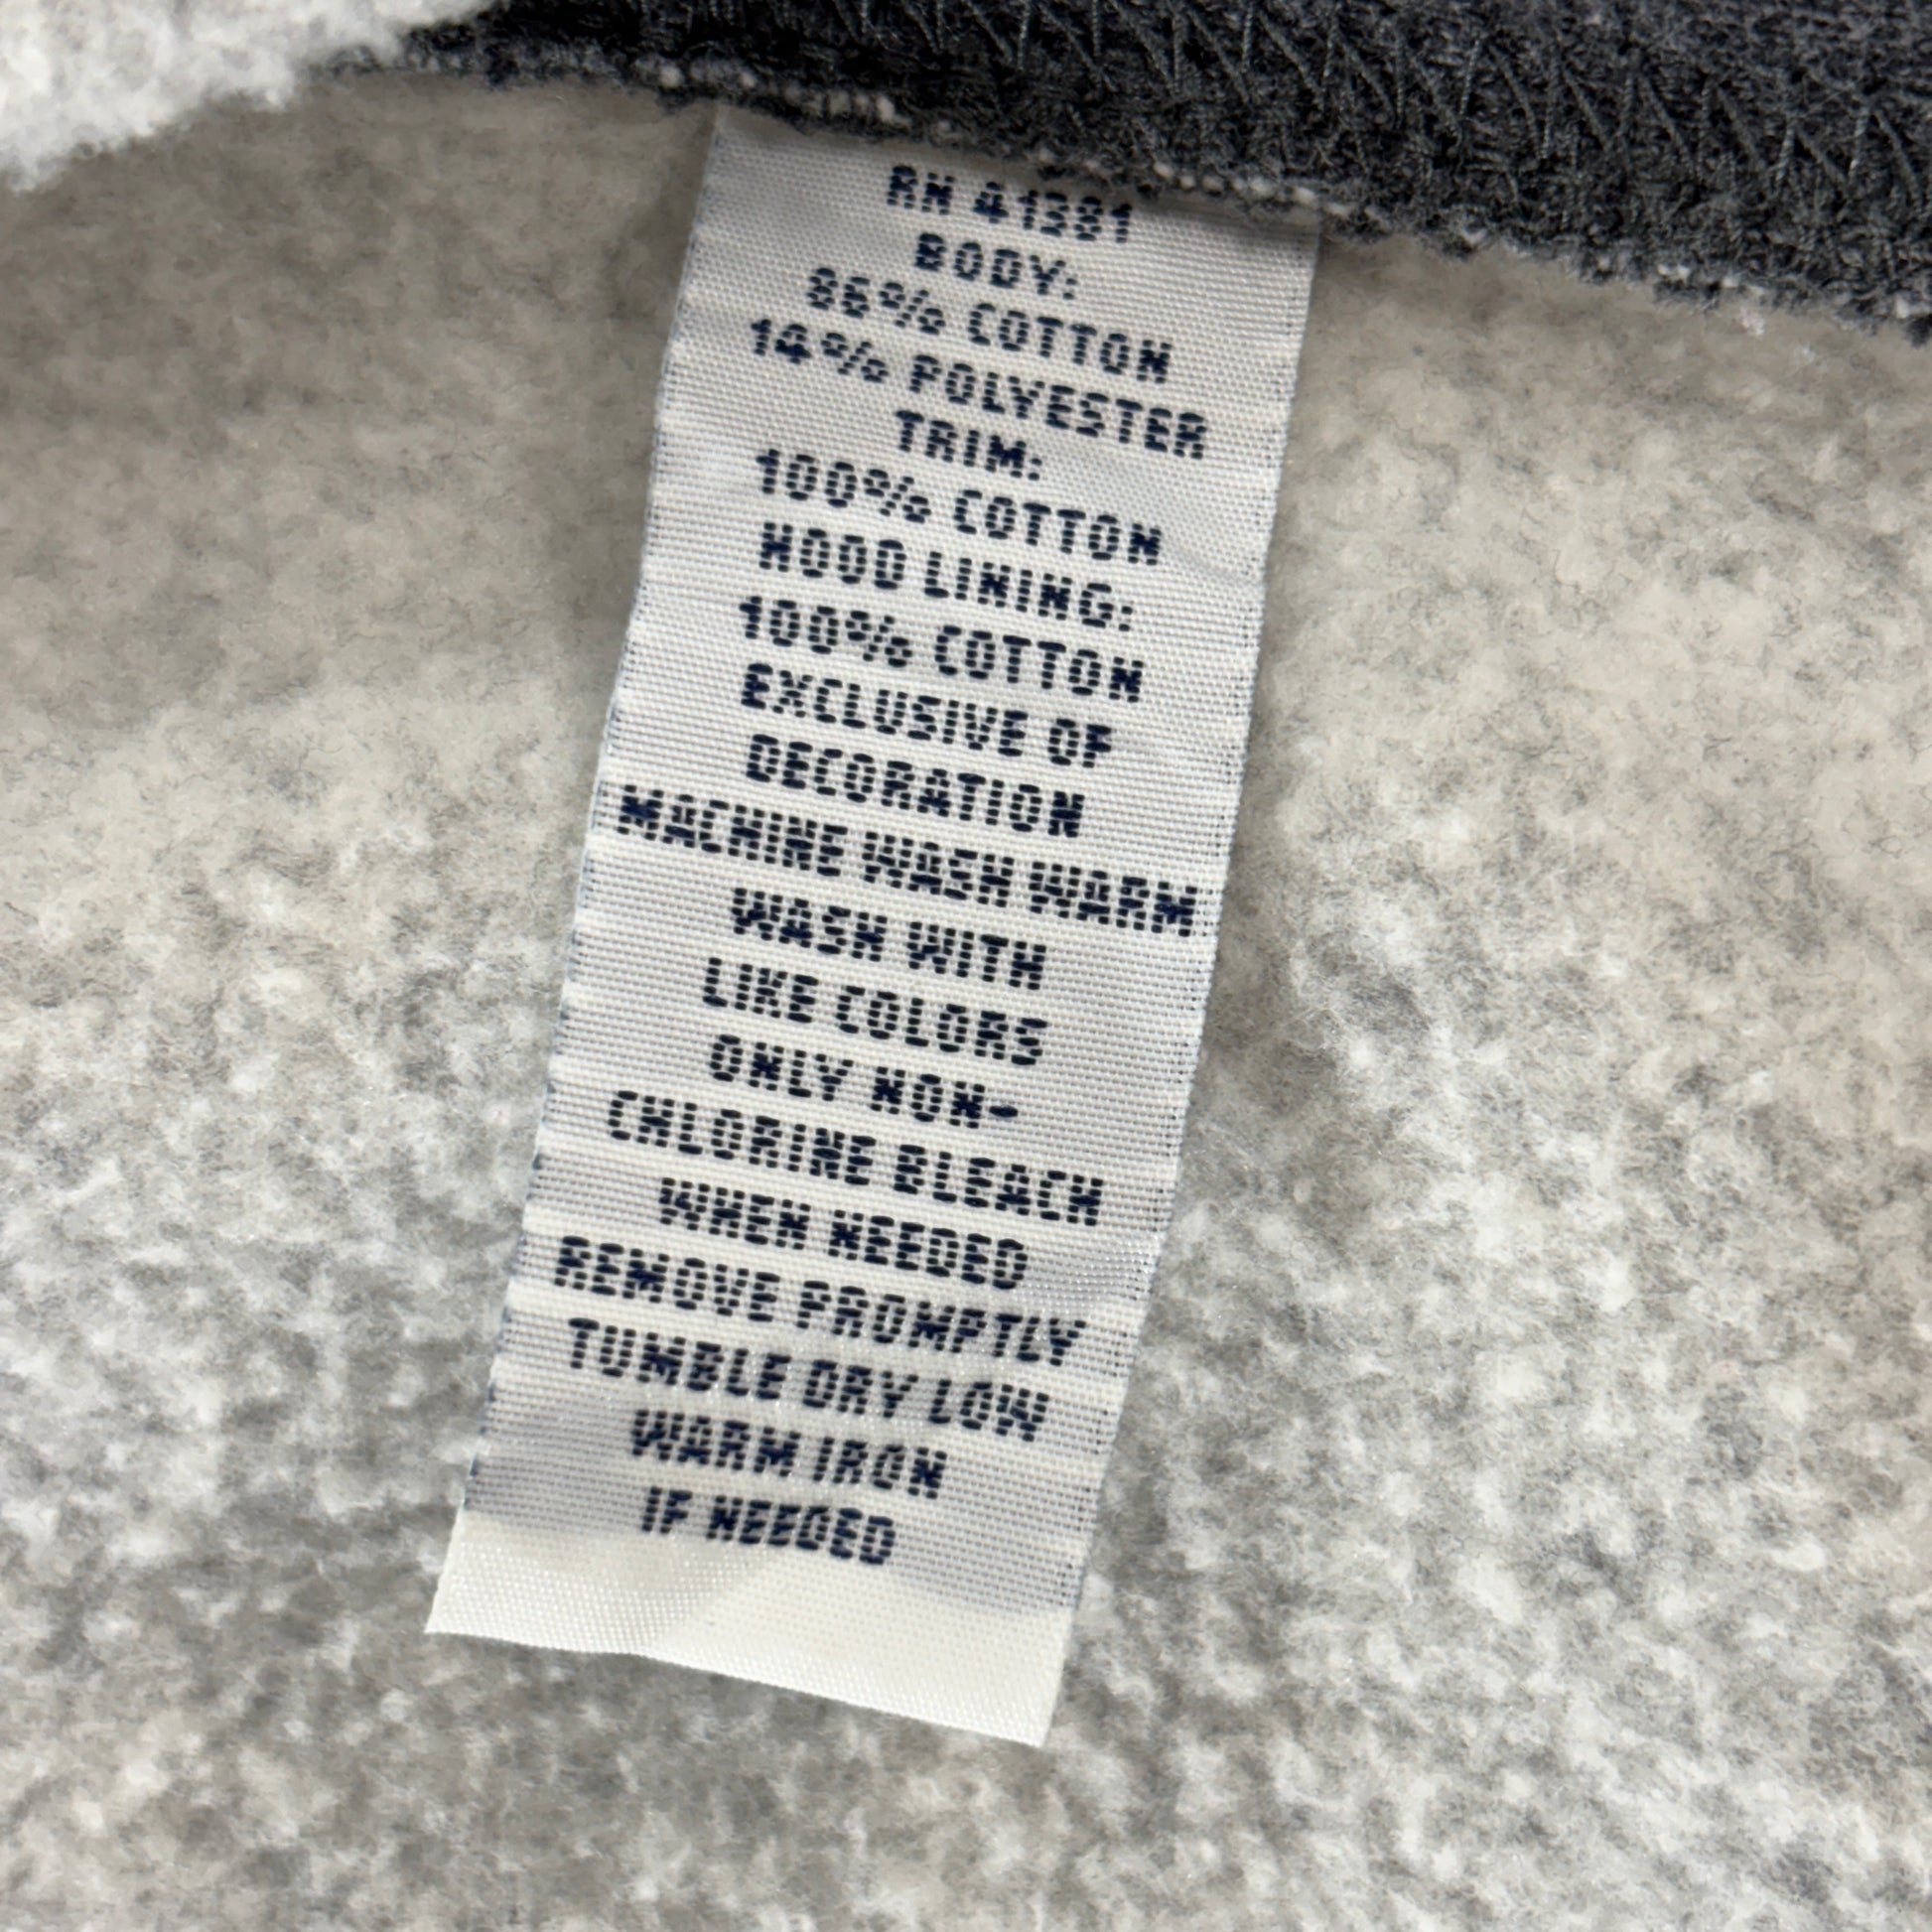 RN 41381
BODY:
86% COTTON
14% POLYESTER
TRIM:
100% COTTON
HOOD LINING:
100% COTTON
EXCLUSIVE OF
DECORATION
MACHINE WASH WARM
WASH WITH
LIKE COLORS
ONLY NON-
CHLORINE BLEACH
WHEN NEEDED
REMOVE PROMPTLY
TUMBLE DRY LOW
WARM IRON
IF NEEDED